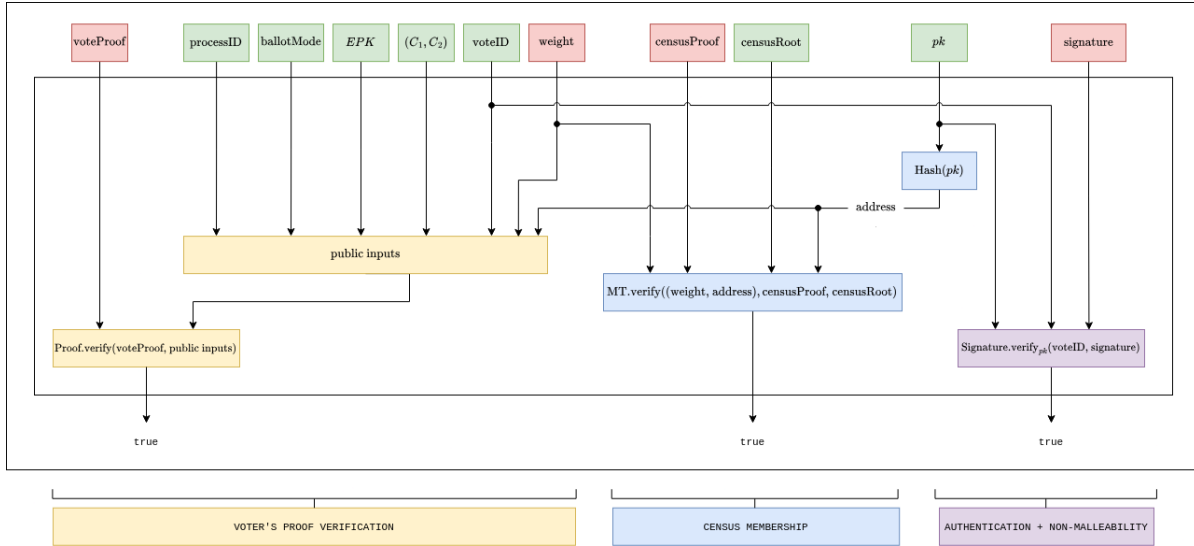 voteProof
processID
ballotMode
EPK
(C₁, C₂)
voteID
weight
censusProof
censusRoot
pk
signature
Hash(pk)
address
public inputs
MT.verify((weight, address), censusProof, censusRoot)
Proof.verify(voteProof, public inputs)
Signature.verifyₚₖ(voteID, signature)
true
true
true
VOTER'S PROOF VERIFICATION
CENSUS MEMBERSHIP
AUTHENTICATION + NON-MALLEABILITY